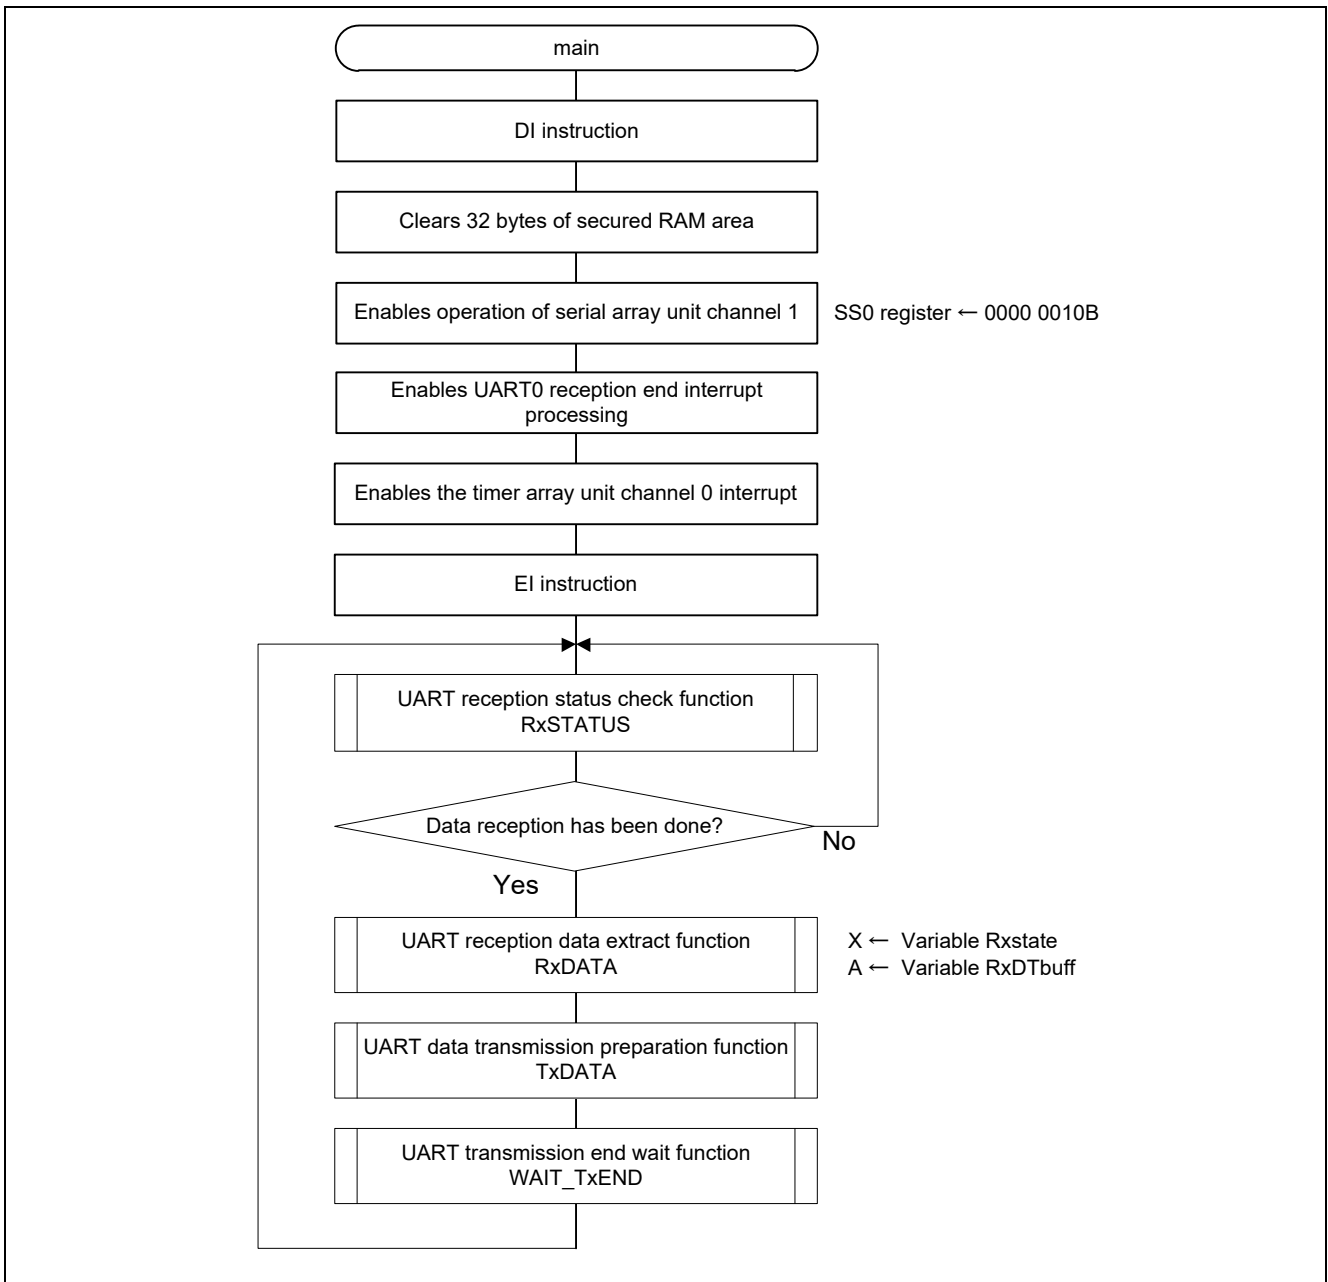 main
DI instruction
Clears 32 bytes of secured RAM area
Enables operation of serial array unit channel 1
SS0 register ← 0000 0010B
Enables UART0 reception end interrupt
processing
Enables the timer array unit channel 0 interrupt
EI instruction
UART reception status check function
RxSTATUS
Data reception has been done?
No
Yes
UART reception data extract function
RxDATA
X ← Variable Rxstate
A ← Variable RxDTbuff
UART data transmission preparation function
TxDATA
UART transmission end wait function
WAIT_TxEND